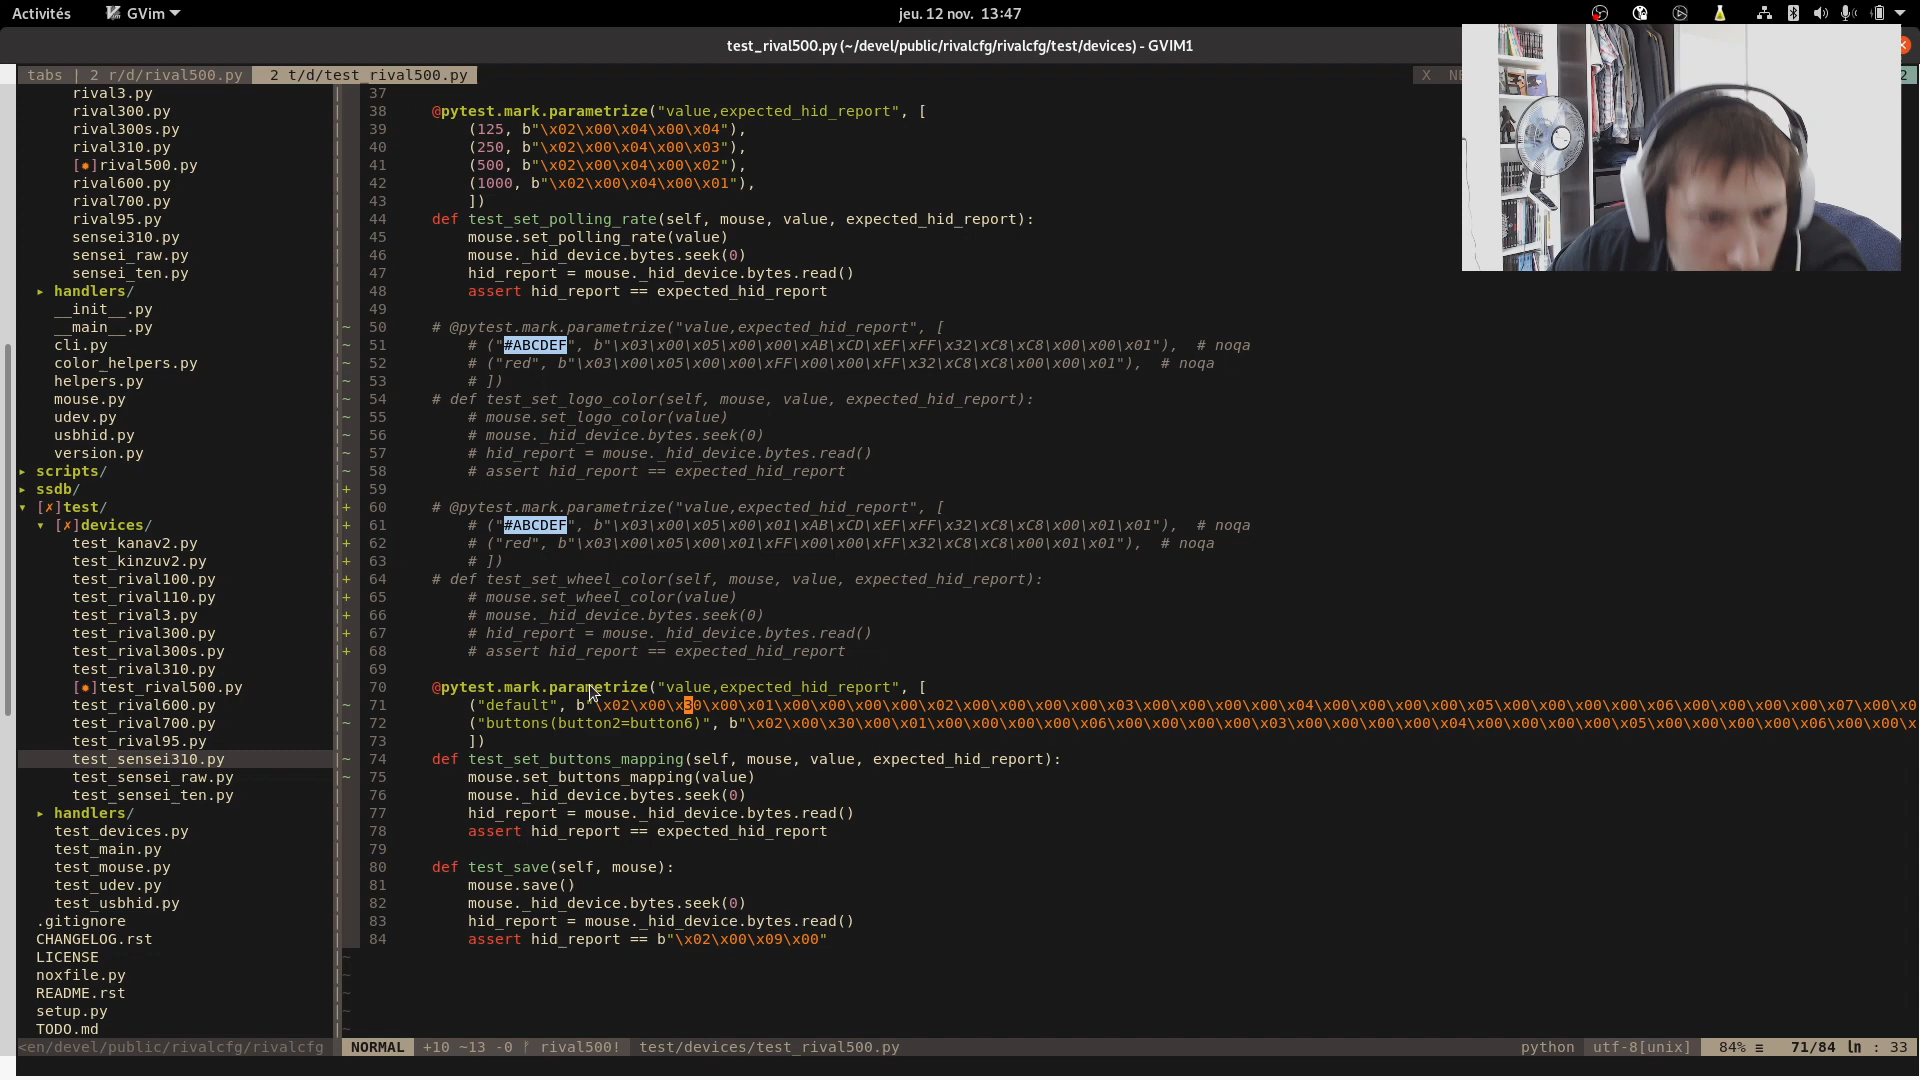 Activités GVim jeu. 12 nov. 13:47
test_rival500.py (~/devel/public/rivalcfg/rivalcfg/test/devices) - GVIM1
tabs | 2 r/d/rival500.py 2 t/d/test_rival500.py X 2
rival3.py
rival300.py
rival300s.py
rival310.py
[✹]rival500.py
rival600.py
rival700.py
rival95.py
sensei310.py
sensei_raw.py
sensei_ten.py
▸ handlers/
__init__.py
__main__.py
cli.py
color_helpers.py
helpers.py
mouse.py
udev.py
usbhid.py
version.py
▸ scripts/
▸ ssdb/
▾ [✗]test/
▾ [✗]devices/
test_kanav2.py
test_kinzuv2.py
test_rival100.py
test_rival110.py
test_rival3.py
test_rival300.py
test_rival300s.py
test_rival310.py
[✹]test_rival500.py
test_rival600.py
test_rival700.py
test_rival95.py
test_sensei310.py
test_sensei_raw.py
test_sensei_ten.py
▸ handlers/
test_devices.py
test_main.py
test_mouse.py
test_udev.py
test_usbhid.py
.gitignore
CHANGELOG.rst
LICENSE
noxfile.py
README.rst
setup.py
TODO.md
<en/devel/public/rivalcfg/rivalcfg
37
38 @pytest.mark.parametrize("value,expected_hid_report", [
39 (125, b"\x02\x00\x04\x00\x04"),
40 (250, b"\x02\x00\x04\x00\x03"),
41 (500, b"\x02\x00\x04\x00\x02"),
42 (1000, b"\x02\x00\x04\x00\x01"),
43 ])
44 def test_set_polling_rate(self, mouse, value, expected_hid_report):
45 mouse.set_polling_rate(value)
46 mouse._hid_device.bytes.seek(0)
47 hid_report = mouse._hid_device.bytes.read()
48 assert hid_report == expected_hid_report
49
~ 50 # @pytest.mark.parametrize("value,expected_hid_report", [
~ 51 # ("#ABCDEF", b"\x03\x00\x05\x00\x00\xAB\xCD\xEF\xFF\x32\xC8\xC8\x00\x00\x01"), # noqa
~ 52 # ("red", b"\x03\x00\x05\x00\x00\xFF\x00\x00\xFF\x32\xC8\xC8\x00\x00\x01"), # noqa
~ 53 # ])
~ 54 # def test_set_logo_color(self, mouse, value, expected_hid_report):
~ 55 # mouse.set_logo_color(value)
~ 56 # mouse._hid_device.bytes.seek(0)
~ 57 # hid_report = mouse._hid_device.bytes.read()
~ 58 # assert hid_report == expected_hid_report
+ 59
+ 60 # @pytest.mark.parametrize("value,expected_hid_report", [
+ 61 # ("#ABCDEF", b"\x03\x00\x05\x00\x01\xAB\xCD\xEF\xFF\x32\xC8\xC8\x00\x01\x01"), # noqa
+ 62 # ("red", b"\x03\x00\x05\x00\x01\xFF\x00\x00\xFF\x32\xC8\xC8\x00\x01\x01"), # noqa
+ 63 # ])
+ 64 # def test_set_wheel_color(self, mouse, value, expected_hid_report):
+ 65 # mouse.set_wheel_color(value)
+ 66 # mouse._hid_device.bytes.seek(0)
+ 67 # hid_report = mouse._hid_device.bytes.read()
+ 68 # assert hid_report == expected_hid_report
69
70 @pytest.mark.parametrize("value,expected_hid_report", [
~ 71 ("default", b"\x02\x00\x30\x00\x01\x00\x00\x00\x00\x02\x00\x00\x00\x00\x03\x00\x00\x00\x00\x04\x00\x00\x00\x00\x05\x00\x00\x00\x00\x06\x00\x00\x00\x00\x07\x00\x0
~ 72 ("buttons(button2=button6)", b"\x02\x00\x30\x00\x01\x00\x00\x00\x00\x06\x00\x00\x00\x00\x03\x00\x00\x00\x00\x04\x00\x00\x00\x00\x05\x00\x00\x00\x00\x06\x00\x00\x
73 ])
~ 74 def test_set_buttons_mapping(self, mouse, value, expected_hid_report):
~ 75 mouse.set_buttons_mapping(value)
76 mouse._hid_device.bytes.seek(0)
77 hid_report = mouse._hid_device.bytes.read()
78 assert hid_report == expected_hid_report
79
80 def test_save(self, mouse):
81 mouse.save()
82 mouse._hid_device.bytes.seek(0)
83 hid_report = mouse._hid_device.bytes.read()
84 assert hid_report == b"\x02\x00\x09\x00"
~
~
~
~
~
NORMAL +10 ~13 -0 ᚠ rival500! test/devices/test_rival500.py python utf-8[unix] 84% ≡ 71/84 ln : 33